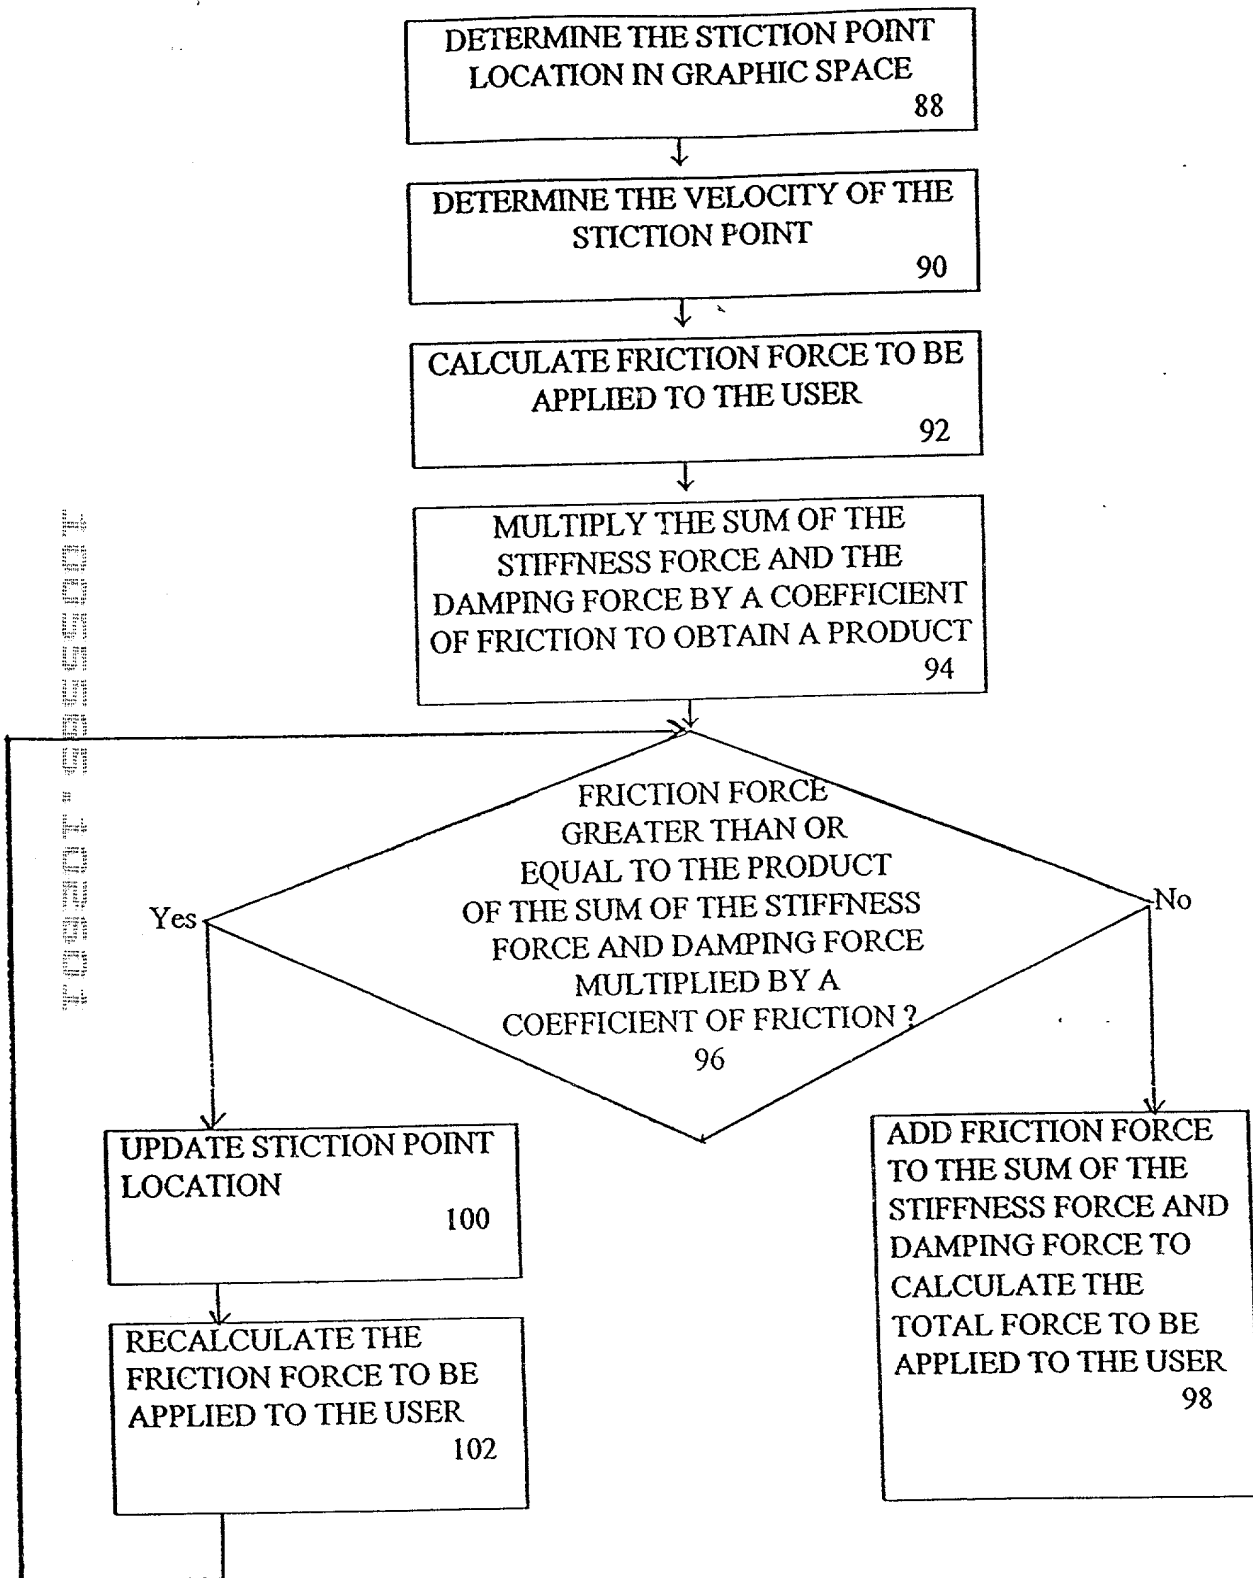 DETERMINE THE STICTION POINT
LOCATION IN GRAPHIC SPACE
88
DETERMINE THE VELOCITY OF THE
STICTION POINT
90
CALCULATE FRICTION FORCE TO BE
APPLIED TO THE USER
92
MULTIPLY THE SUM OF THE
STIFFNESS FORCE AND THE
DAMPING FORCE BY A COEFFICIENT
OF FRICTION TO OBTAIN A PRODUCT
94
FRICTION FORCE
GREATER THAN OR
EQUAL TO THE PRODUCT
OF THE SUM OF THE STIFFNESS
FORCE AND DAMPING FORCE
MULTIPLIED BY A
COEFFICIENT OF FRICTION ?
96
Yes
No
UPDATE STICTION POINT
LOCATION
100
RECALCULATE THE
FRICTION FORCE TO BE
APPLIED TO THE USER
102
ADD FRICTION FORCE
TO THE SUM OF THE
STIFFNESS FORCE AND
DAMPING FORCE TO
CALCULATE THE
TOTAL FORCE TO BE
APPLIED TO THE USER
98